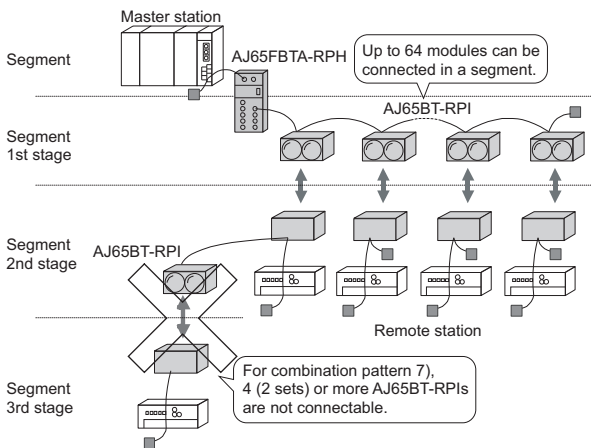 Master station
Segment
AJ65FBTA-RPH
Up to 64 modules can be
connected in a segment.
AJ65BT-RPI
Segment
1st stage
Segment
2nd stage
AJ65BT-RPI
Remote station
For combination pattern 7),
4 (2 sets) or more AJ65BT-RPIs
are not connectable.
Segment
3rd stage